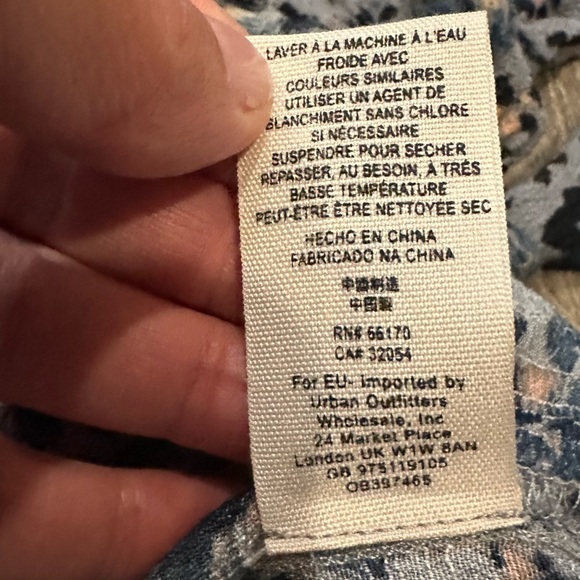 LAVER À LA MACHINE À L'EAU
FROIDE AVEC
COULEURS SIMILAIRES
UTILISER UN AGENT DE
BLANCHIMENT SANS CHLORE
SI NÉCESSAIRE
SUSPENDRE POUR SECHER
REPASSER, AU BESOIN, À TRÉS
BASSE TEMPÉRATURE
PEUT-ÊTRE ÊTRE NETTOYÉE SEC
HECHO EN CHINA
FABRICADO NA CHINA
中國制造
中国製
RN# 66170
CA# 32054
For EU- Imported by
Urban Outfitters
Wholesale, Inc
24 Market Place
London UK W1W 8AN
GB 975119105
OB397465